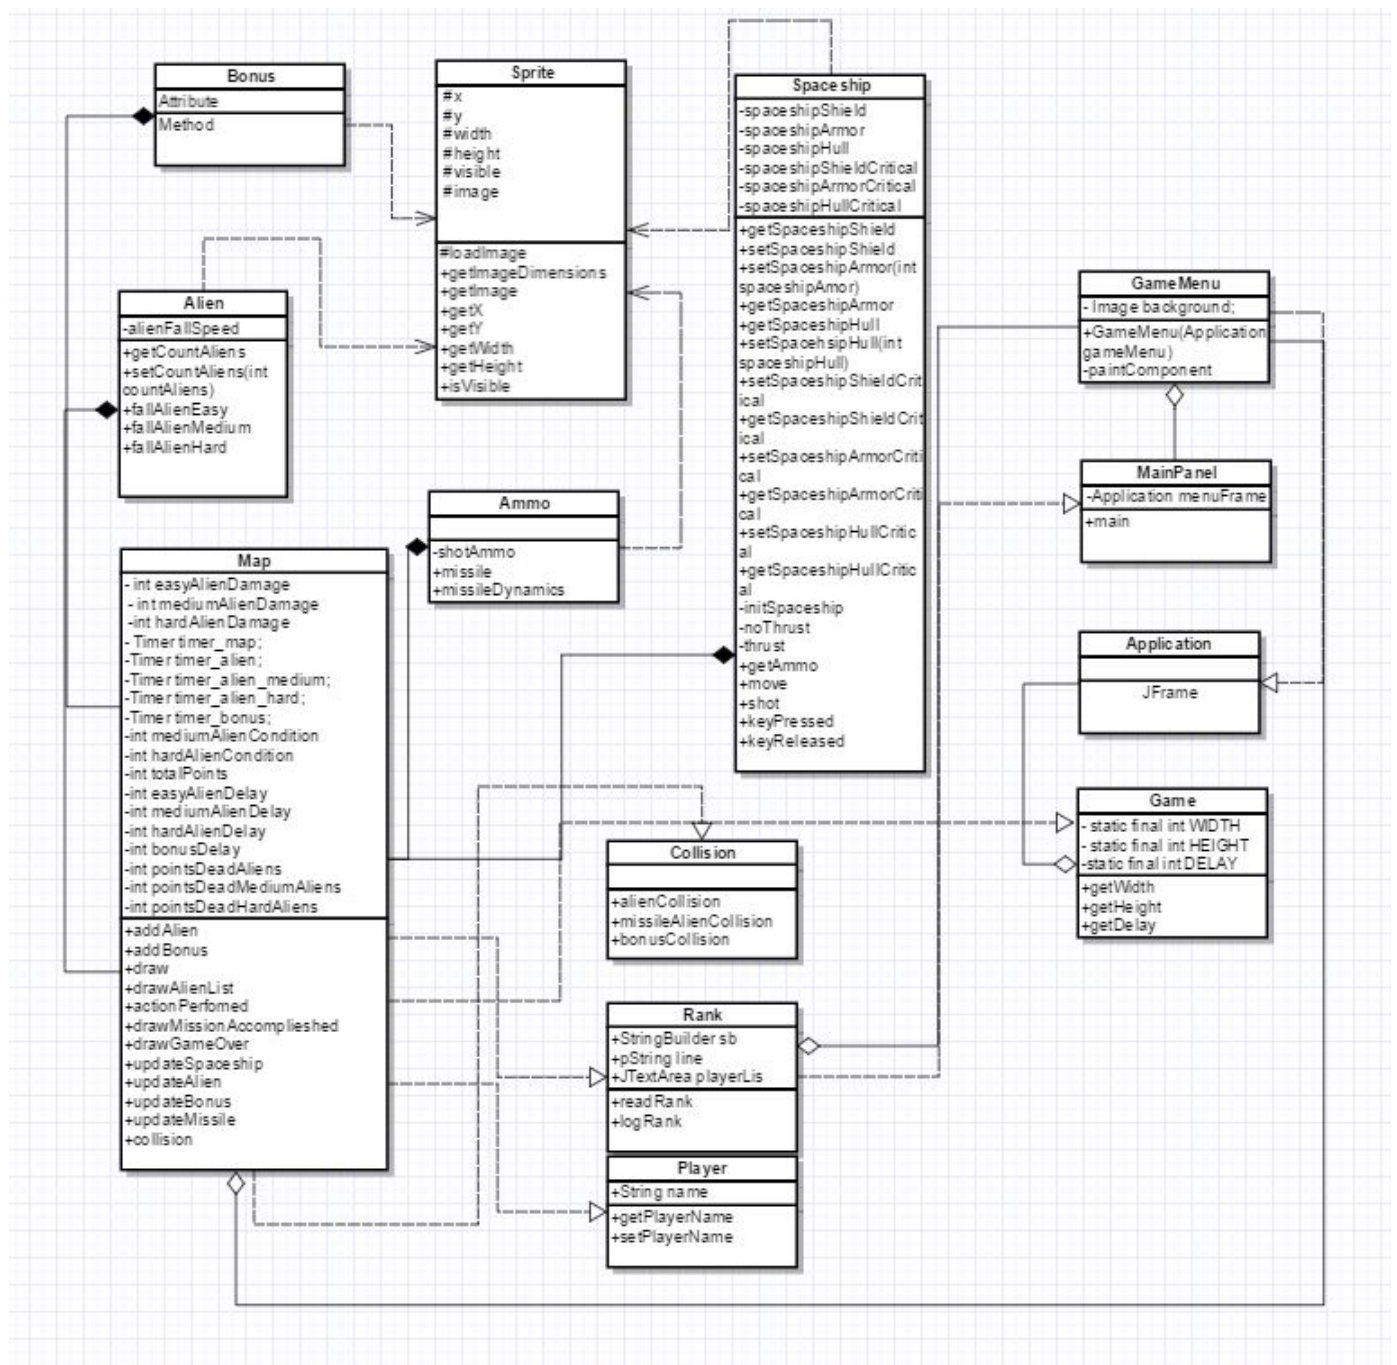 Bonus
Attribute
Method
Sprite
#x
#y
#width
#height
#visible
#image
#loadImage
+getImageDimensions
+getImage
+getX
+getY
+getWidth
+getHeight
+isVisible
Spaceship
-spaceshipShield
-spaceshipArmor
-spaceshipHull
-spaceshipShieldCritical
-spaceshipArmorCritical
-spaceshipHullCritical
+getSpaceshipShield
+setSpaceshipShield
+setSpaceshipArmor(int
spaceshipAmor)
+getSpaceshipArmor
+getSpaceshipHull
+setSpacehsipHull(int
spaceshipHull)
+setSpaceshipShieldCrit
ical
+getSpaceshipShieldCrit
ical
+setSpaceshipArmorCriti
cal
+getSpaceshipArmorCriti
cal
+setSpaceshipHullCritic
al
+getSpaceshipHullCritic
al
-initSpaceship
-noThrust
-thrust
+getAmmo
+move
+shot
+keyPressed
+keyReleased
Alien
-alienFallSpeed
+getCountAliens
+setCountAliens(int
countAliens)
+fallAlienEasy
+fallAlienMedium
+fallAlienHard
GameMenu
- Image background;
+GameMenu(Application
gameMenu)
-paintComponent
MainPanel
-Application menuFrame
+main
Ammo
-shotAmmo
+missile
+missileDynamics
Map
- int easyAlienDamage
- int mediumAlienDamage
-int hardAlienDamage
- Timer timer_map;
-Timer timer_alien;
-Timer timer_alien_medium;
-Timer timer_alien_hard;
-Timer timer_bonus;
-int mediumAlienCondition
-int hardAlienCondition
-int totalPoints
-int easyAlienDelay
-int mediumAlienDelay
-int hardAlienDelay
-int bonusDelay
-int pointsDeadAliens
-int pointsDeadMediumAliens
-int pointsDeadHardAliens
+addAlien
+addBonus
+draw
+drawAlienList
+actionPerfomed
+drawMissionAccomplieshed
+drawGameOver
+updateSpaceship
+updateAlien
+updateBonus
+updateMissile
+collision
Application
JFrame
Game
- static final int WIDTH
- static final int HEIGHT
-static final int DELAY
+getWidth
+getHeight
+getDelay
Collision
+alienCollision
+missileAlienCollision
+bonusCollision
Rank
+StringBuilder sb
+pString line
+JTextArea playerLis
+readRank
+logRank
Player
+String name
+getPlayerName
+setPlayerName